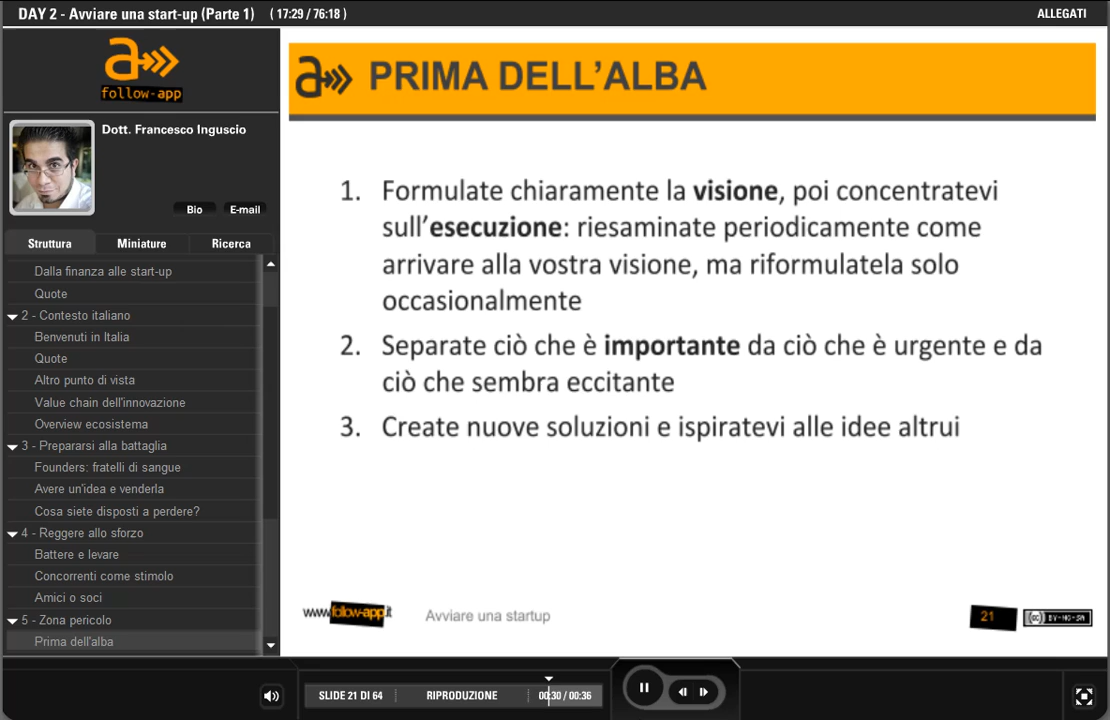 DAY 2 - Avviare una start-up (Parte 1) ( 17:29 / 76:18 )
ALLEGATI
a
follow-app
Dott. Francesco Inguscio
Bio
E-mail
Struttura
Miniature
Ricerca
Dalla finanza alle start-up
Quote
2 - Contesto italiano
Benvenuti in Italia
Quote
Altro punto di vista
Value chain dell'innovazione
Overview ecosistema
3 - Prepararsi alla battaglia
Founders: fratelli di sangue
Avere un'idea e venderla
Cosa siete disposti a perdere?
4 - Reggere allo sforzo
Battere e levare
Concorrenti come stimolo
Amici o soci
5 - Zona pericolo
Prima dell'alba
a PRIMA DELL’ALBA
1. Formulate chiaramente la visione, poi concentratevi
sull’esecuzione: riesaminate periodicamente come
arrivare alla vostra visione, ma riformulatela solo
occasionalmente
2. Separate ciò che è importante da ciò che è urgente e da
ciò che sembra eccitante
3. Create nuove soluzioni e ispiratevi alle idee altrui
www.follow-app.it
Avviare una startup
21
(cc) BY-NC-SA
SLIDE 21 DI 64
RIPRODUZIONE
00:30 / 00:36